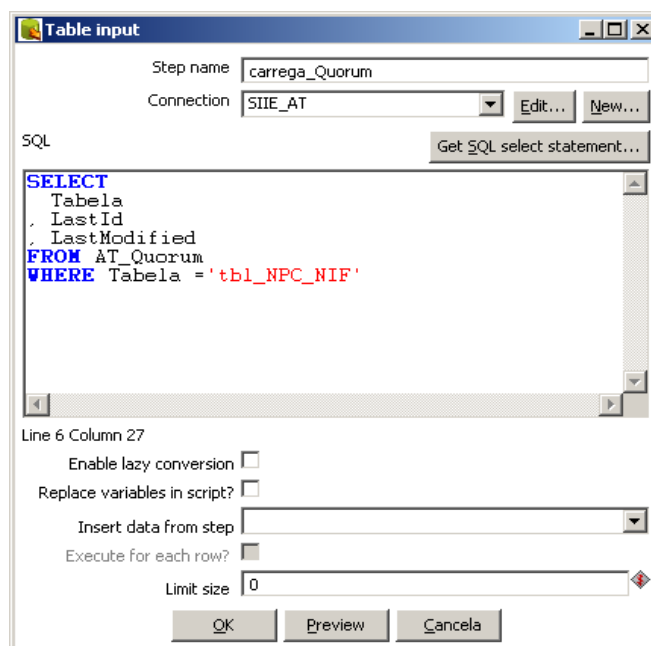 Table input
Step name carrega_Quorum
Connection SIIE_AT Edit... New...
SQL Get SQL select statement...
SELECT
Tabela
, LastId
, LastModified
FROM AT_Quorum
WHERE Tabela ='tbl_NPC_NIF'
Line 6 Column 27
Enable lazy conversion
Replace variables in script?
Insert data from step
Execute for each row?
Limit size 0
OK Preview Cancela